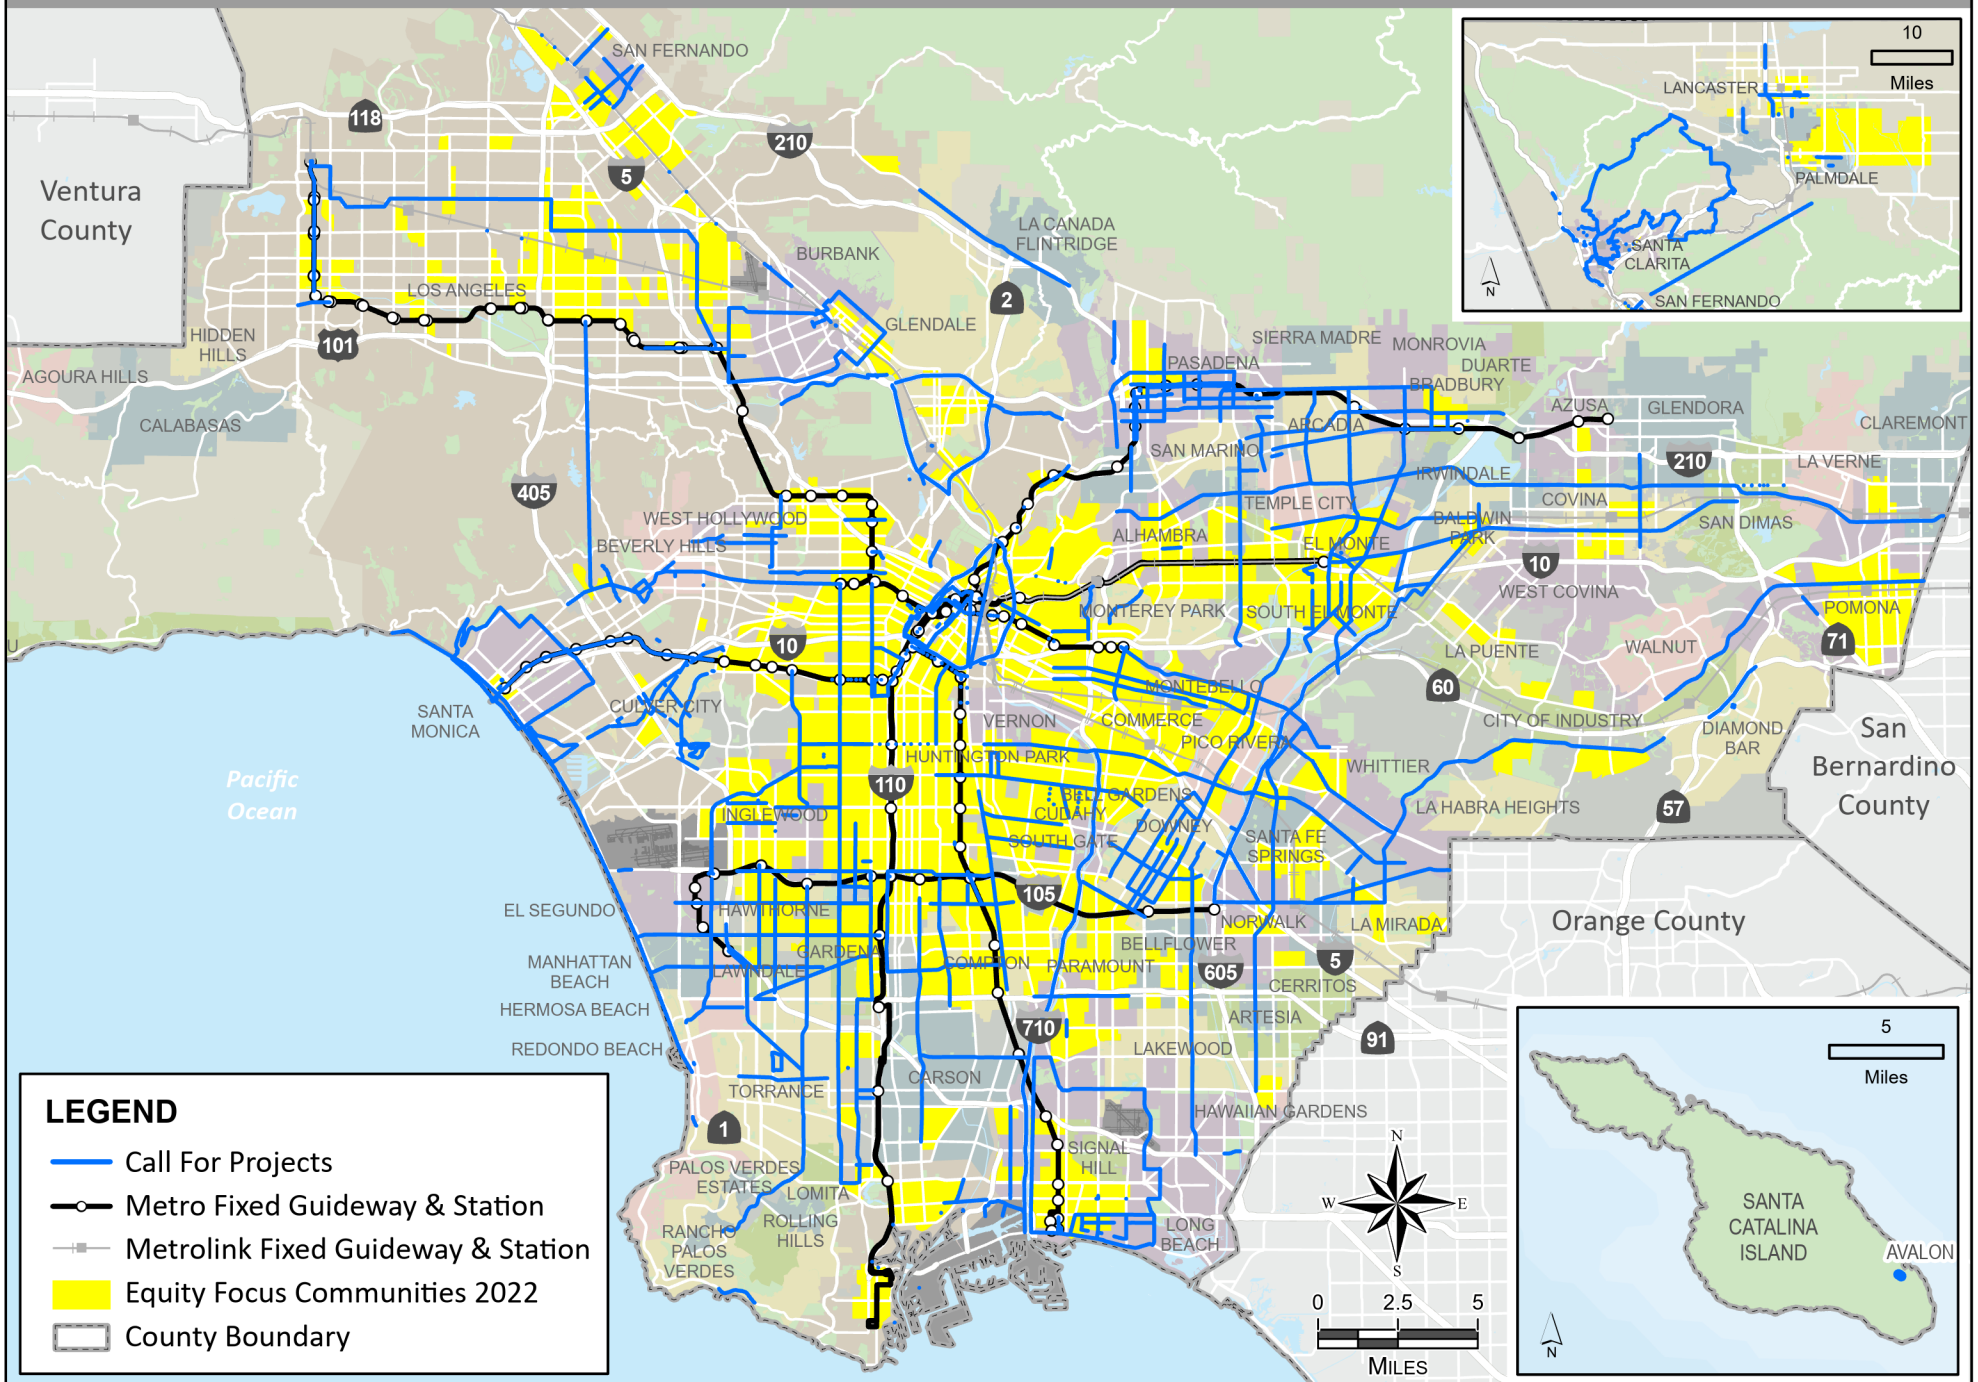 SAN FERNANDO
118
210
5
Ventura
County
LA CANADA
FLINTRIDGE
BURBANK
LOS ANGELES
2
GLENDALE
HIDDEN
HILLS
101
SIERRA MADRE
MONROVIA
DUARTE
BRADBURY
PASADENA
AGOURA HILLS
CALABASAS
AZUSA
GLENDORA
CLAREMONT
ARCADIA
SAN MARINO
210
LA VERNE
405
IRWINDALE
COVINA
TEMPLE CITY
WEST HOLLYWOOD
BALDWIN
PARK
SAN DIMAS
BEVERLY HILLS
ALHAMBRA
EL MONTE
10
WEST COVINA
MONTEREY PARK
SOUTH EL MONTE
POMONA
U
10
71
LA PUENTE
WALNUT
60
MONTEBELLO
CULVER CITY
SANTA
MONICA
VERNON
COMMERCE
CITY OF INDUSTRY
DIAMOND
BAR
San
Bernardino
County
PICO RIVERA
HUNTINGTON PARK
WHITTIER
Pacific
Ocean
110
BELL GARDENS
CUDAHY
LA HABRA HEIGHTS
57
INGLEWOOD
DOWNEY
SOUTH GATE
SANTA FE
SPRINGS
105
EL SEGUNDO
HAWTHORNE
NORWALK
LA MIRADA
Orange County
BELLFLOWER
GARDENA
MANHATTAN
BEACH
LAWNDALE
COMPTON
PARAMOUNT
605
5
CERRITOS
HERMOSA BEACH
ARTESIA
710
91
REDONDO BEACH
LAKEWOOD
CARSON
TORRANCE
HAWAIIAN GARDENS
1
SIGNAL
HILL
PALOS VERDES
ESTATES
LOMITA
RANCHO
PALOS
VERDES
ROLLING
HILLS
LONG
BEACH
N
W
E
S
0 2.5 5
MILES
LEGEND
Call For Projects
Metro Fixed Guideway & Station
Metrolink Fixed Guideway & Station
Equity Focus Communities 2022
County Boundary
10
Miles
LANCASTER
PALMDALE
SANTA
CLARITA
SAN FERNANDO
N
5
Miles
SANTA
CATALINA
ISLAND
AVALON
N